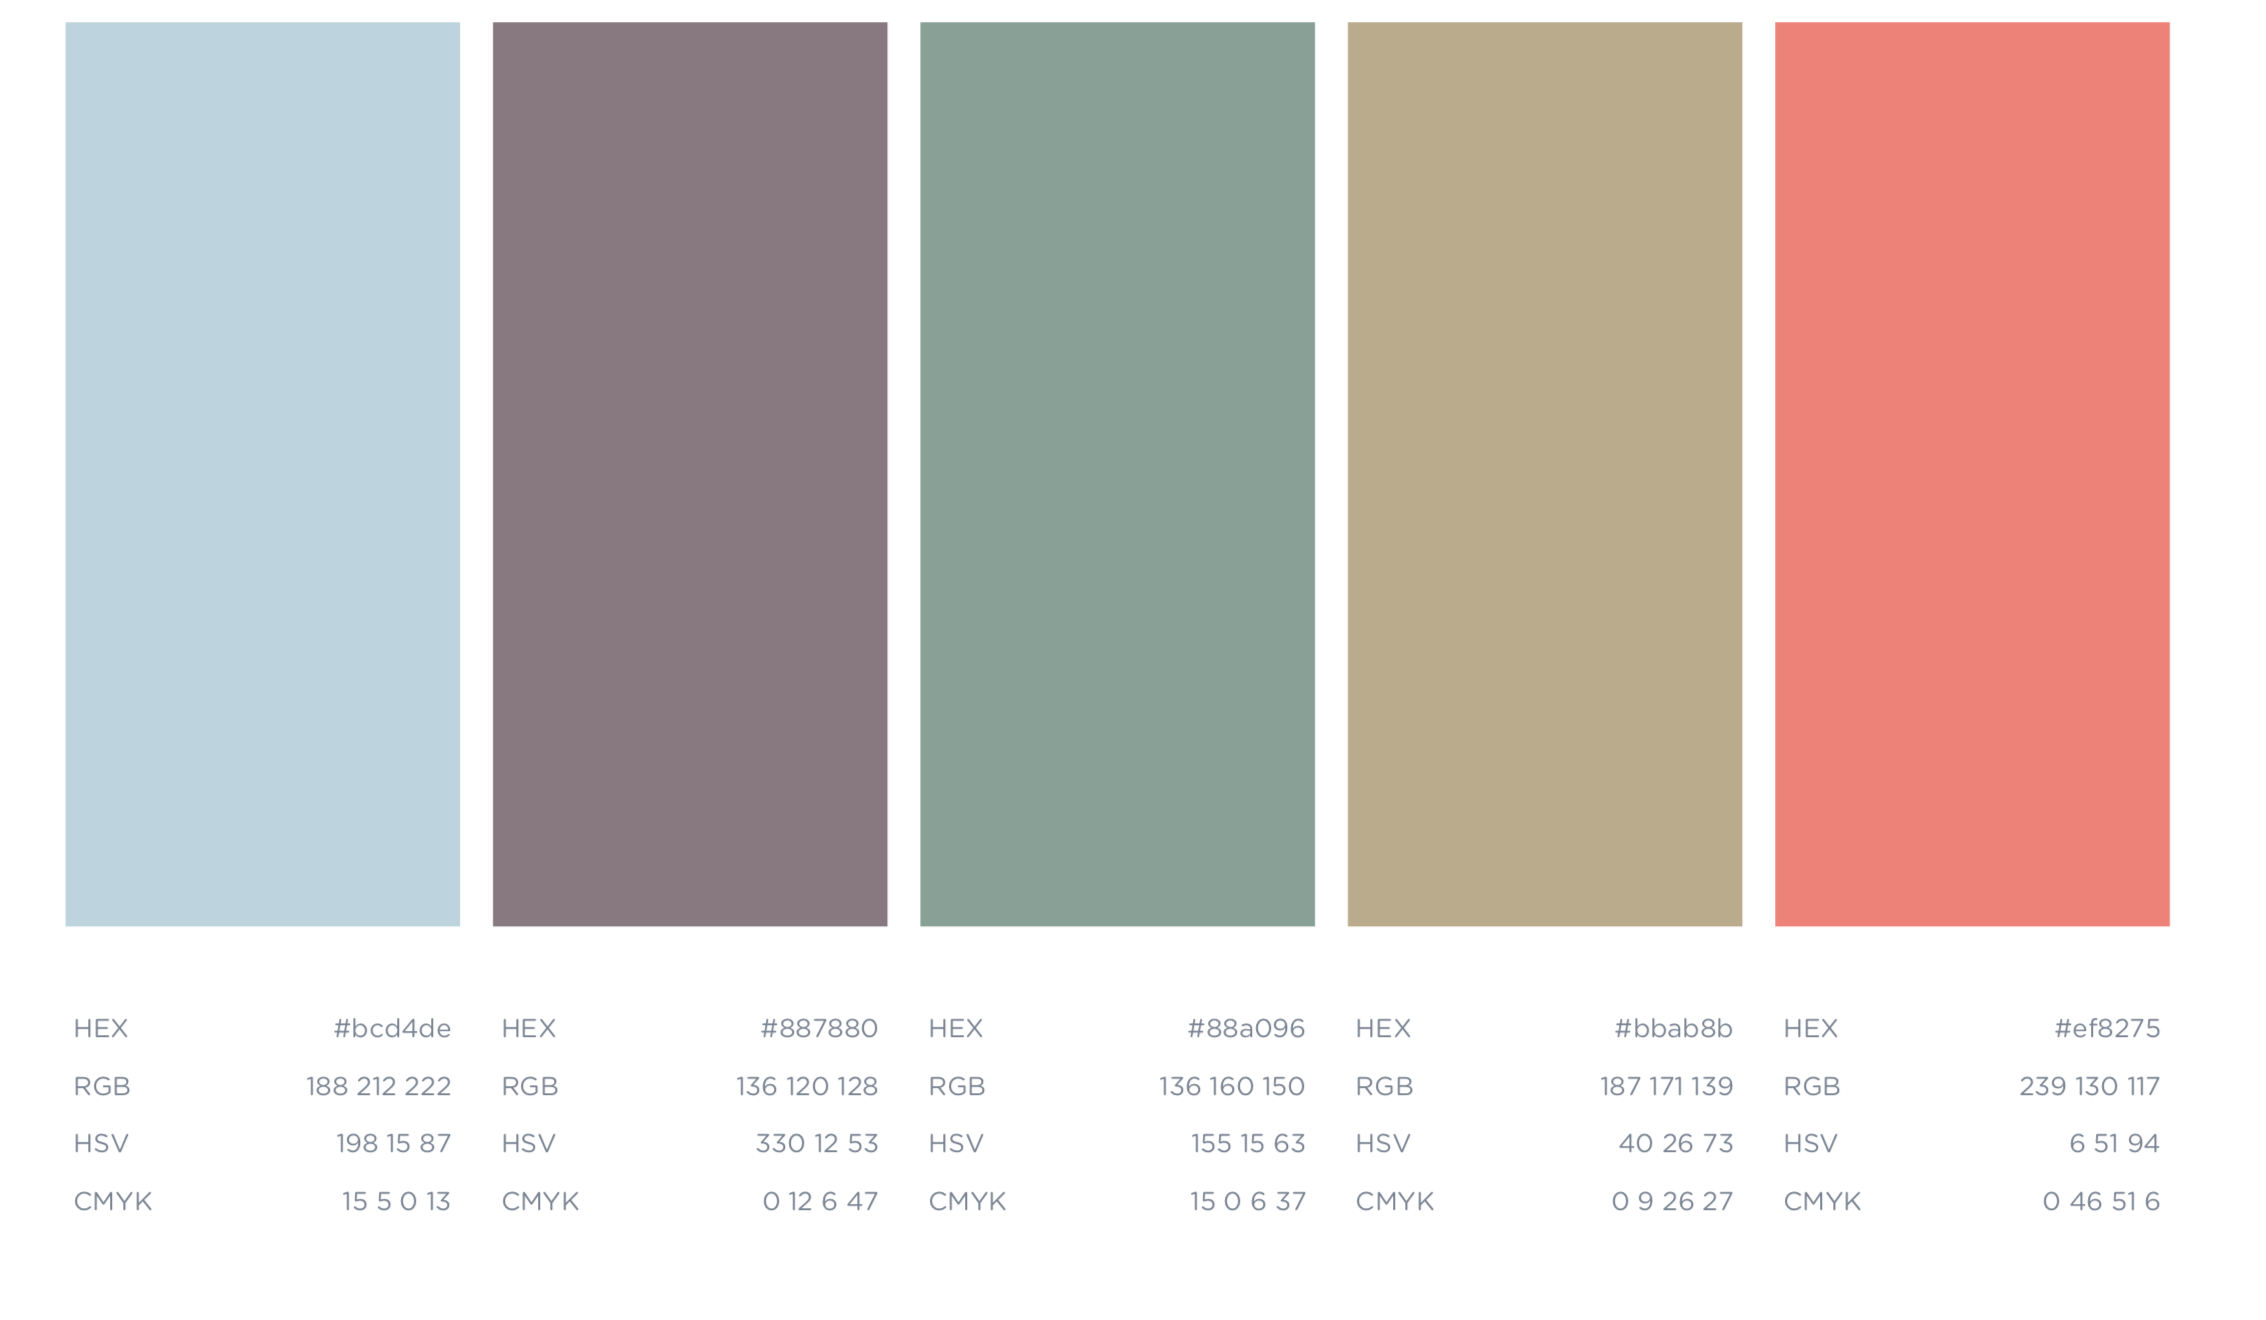 HEX #bcd4de
RGB 188 212 222
HSV 198 15 87
CMYK 15 5 0 13
HEX #887880
RGB 136 120 128
HSV 330 12 53
CMYK 0 12 6 47
HEX #88a096
RGB 136 160 150
HSV 155 15 63
CMYK 15 0 6 37
HEX #bbab8b
RGB 187 171 139
HSV 40 26 73
CMYK 0 9 26 27
HEX #ef8275
RGB 239 130 117
HSV 6 51 94
CMYK 0 46 51 6